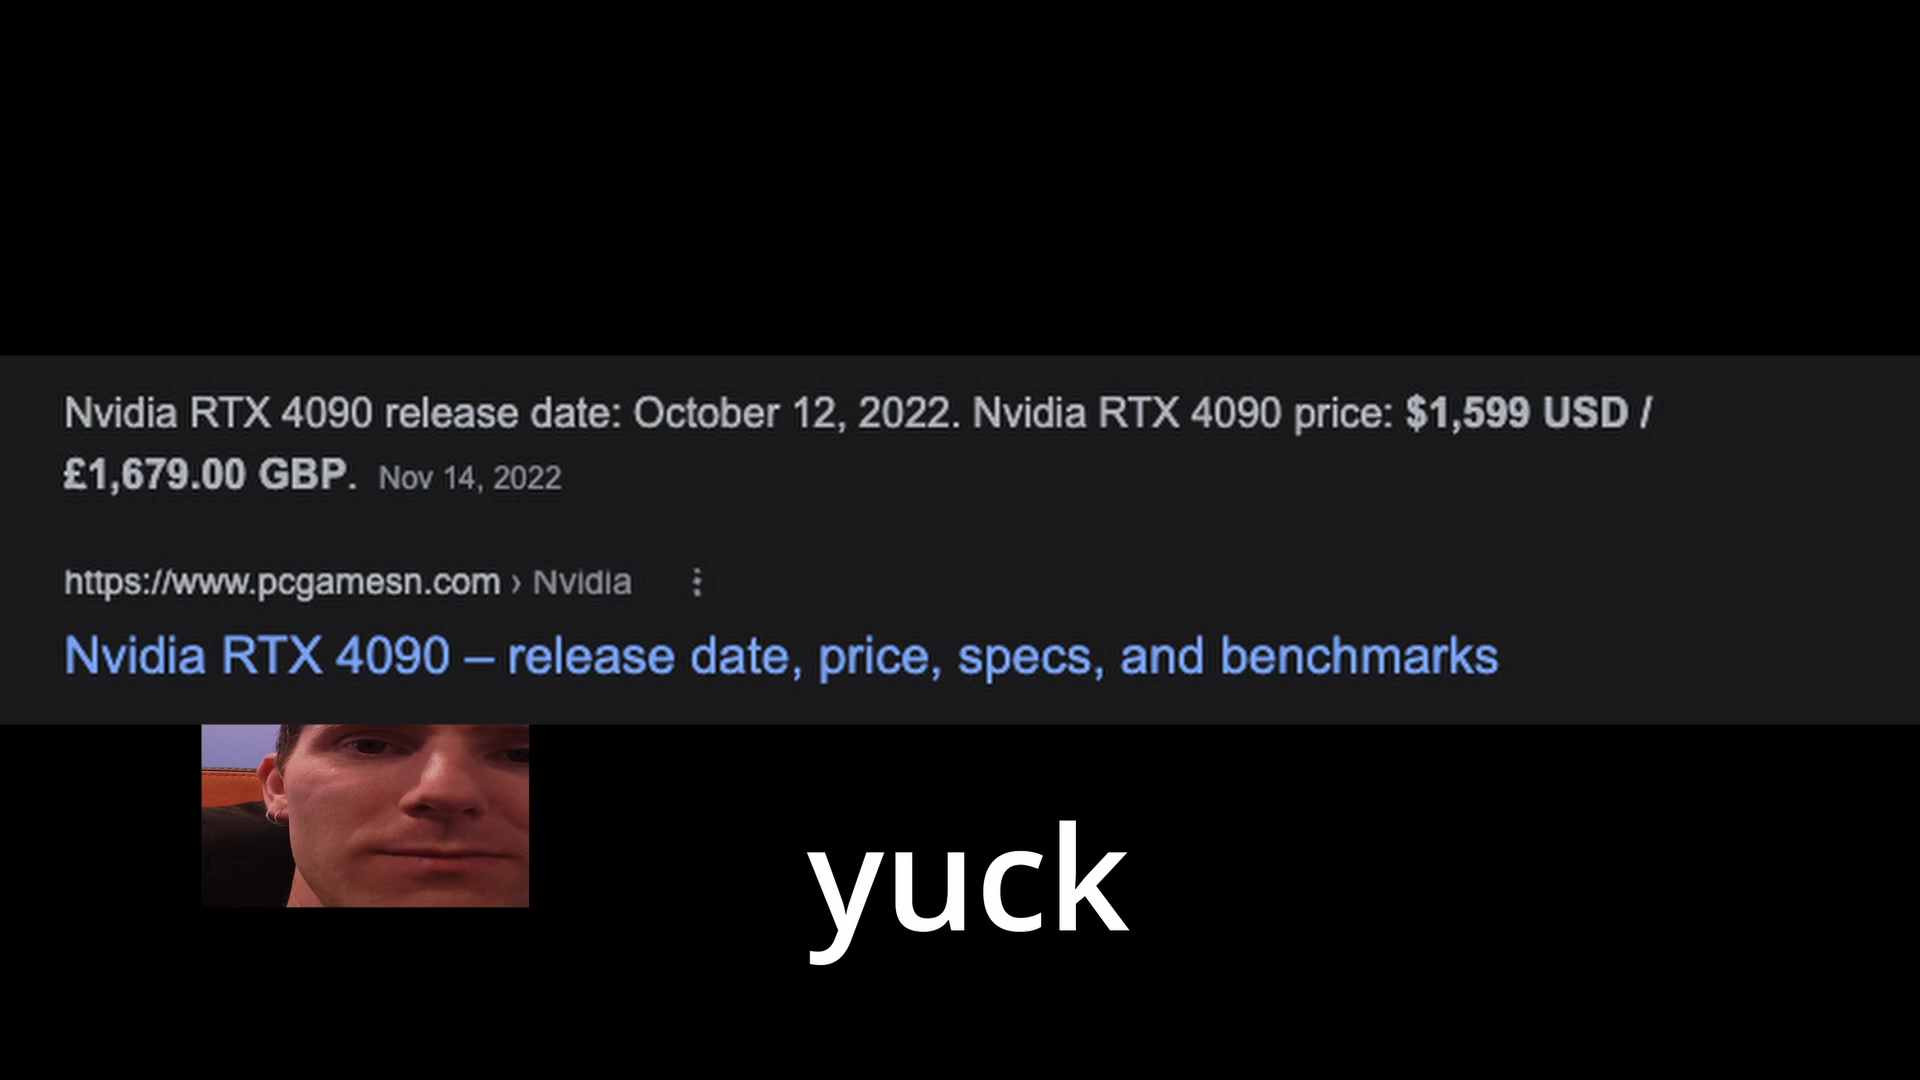 Nvidia RTX 4090 release date: October 12, 2022. Nvidia RTX 4090 price: $1,599 USD /
£1,679.00 GBP. Nov 14, 2022
https://www.pcgamesn.com › Nvidia
Nvidia RTX 4090 – release date, price, specs, and benchmarks
yuck